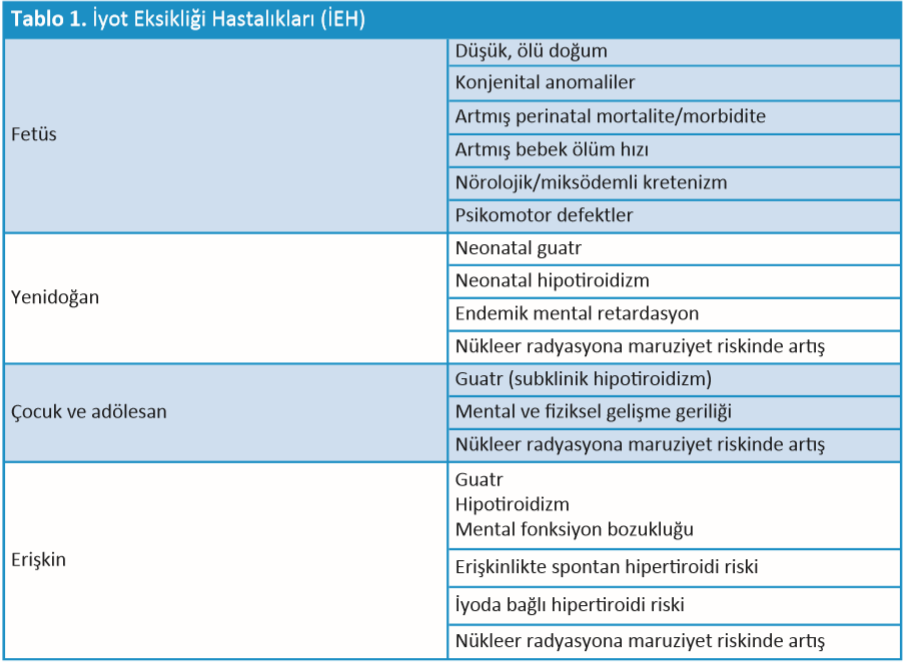 Tablo 1. İyot Eksikliği Hastalıkları (İEH)
Fetüs
Düşük, ölü doğum
Konjenital anomaliler
Artmış perinatal mortalite/morbidite
Artmış bebek ölüm hızı
Nörolojik/miksödemli kretenizm
Psikomotor defektler
Yenidoğan
Neonatal guatr
Neonatal hipotiroidizm
Endemik mental retardasyon
Nükleer radyasyona maruziyet riskinde artış
Çocuk ve adölesan
Guatr (subklinik hipotiroidizm)
Mental ve fiziksel gelişme geriliği
Nükleer radyasyona maruziyet riskinde artış
Erişkin
Guatr
Hipotiroidizm
Mental fonksiyon bozukluğu
Erişkinlikte spontan hipertiroidi riski
İyoda bağlı hipertiroidi riski
Nükleer radyasyona maruziyet riskinde artış